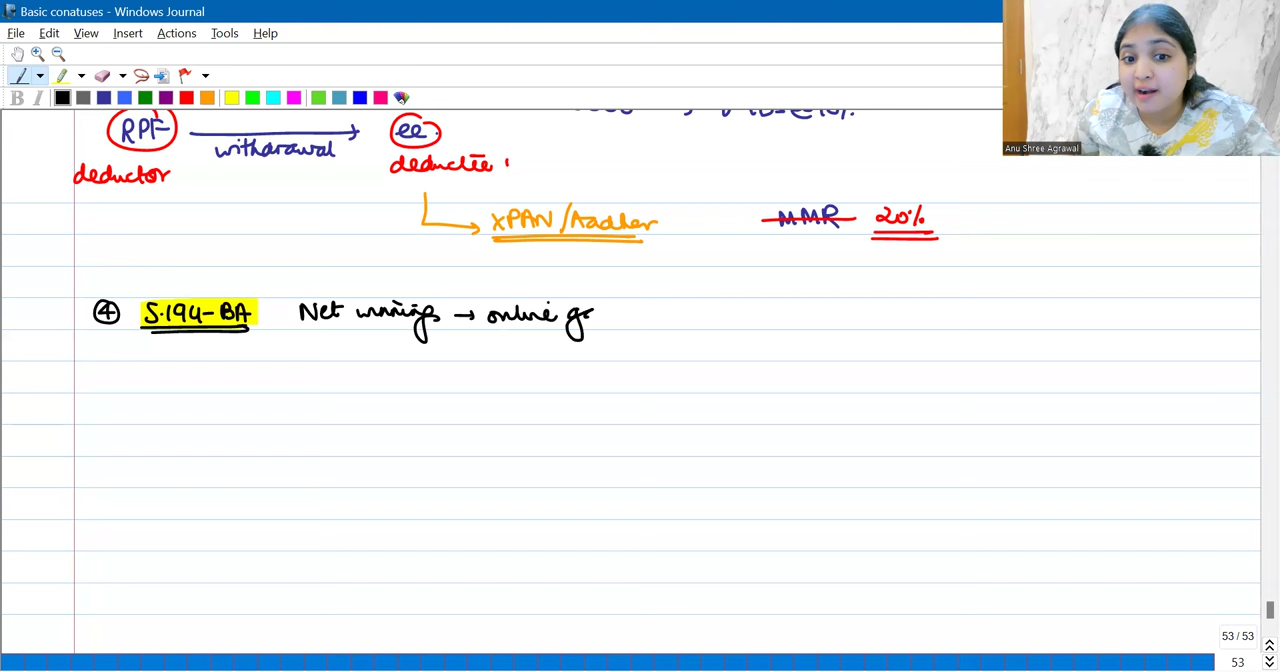 Basic conatuses - Windows Journal
File Edit View Insert Actions Tools Help
B I
Anu Shree Agrawal
RPF withdrawal ee
deductor deductee
xPAN/Aadhar MMR 20%
④ S.194-BA Net winnings → online ga
53 / 53
53